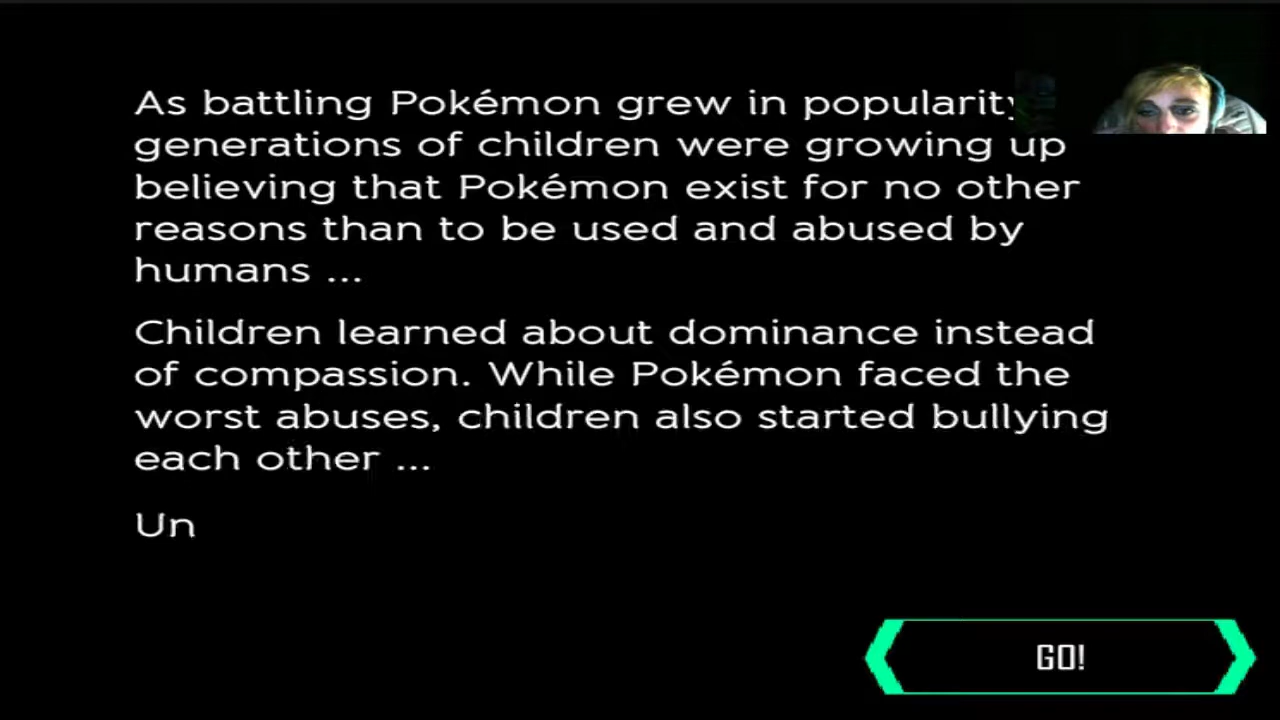 As battling Pokémon grew in popularity
generations of children were growing up
believing that Pokémon exist for no other
reasons than to be used and abused by
humans ...
Children learned about dominance instead
of compassion. While Pokémon faced the
worst abuses, children also started bullying
each other ...
Un
GO!